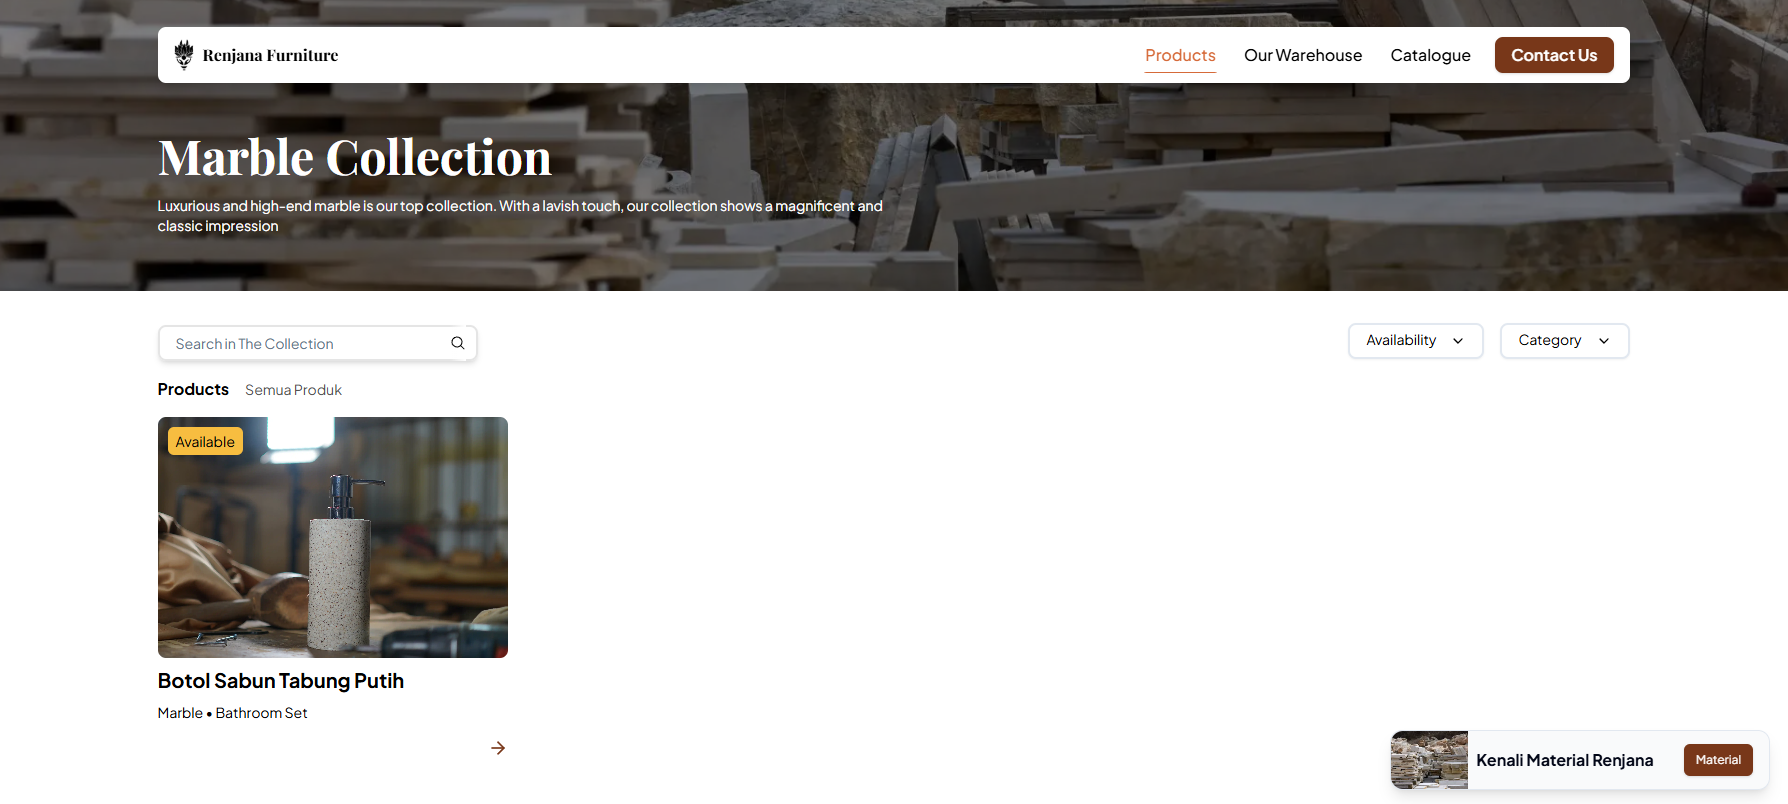 Renjana Furniture
Products
Our Warehouse
Catalogue
Contact Us
Marble Collection
Luxurious and high-end marble is our top collection. With a lavish touch, our collection shows a magnificent and
classic impression
Search in The Collection
Availability
Category
Products
Semua Produk
Available
Botol Sabun Tabung Putih
Marble • Bathroom Set
Kenali Material Renjana
Material